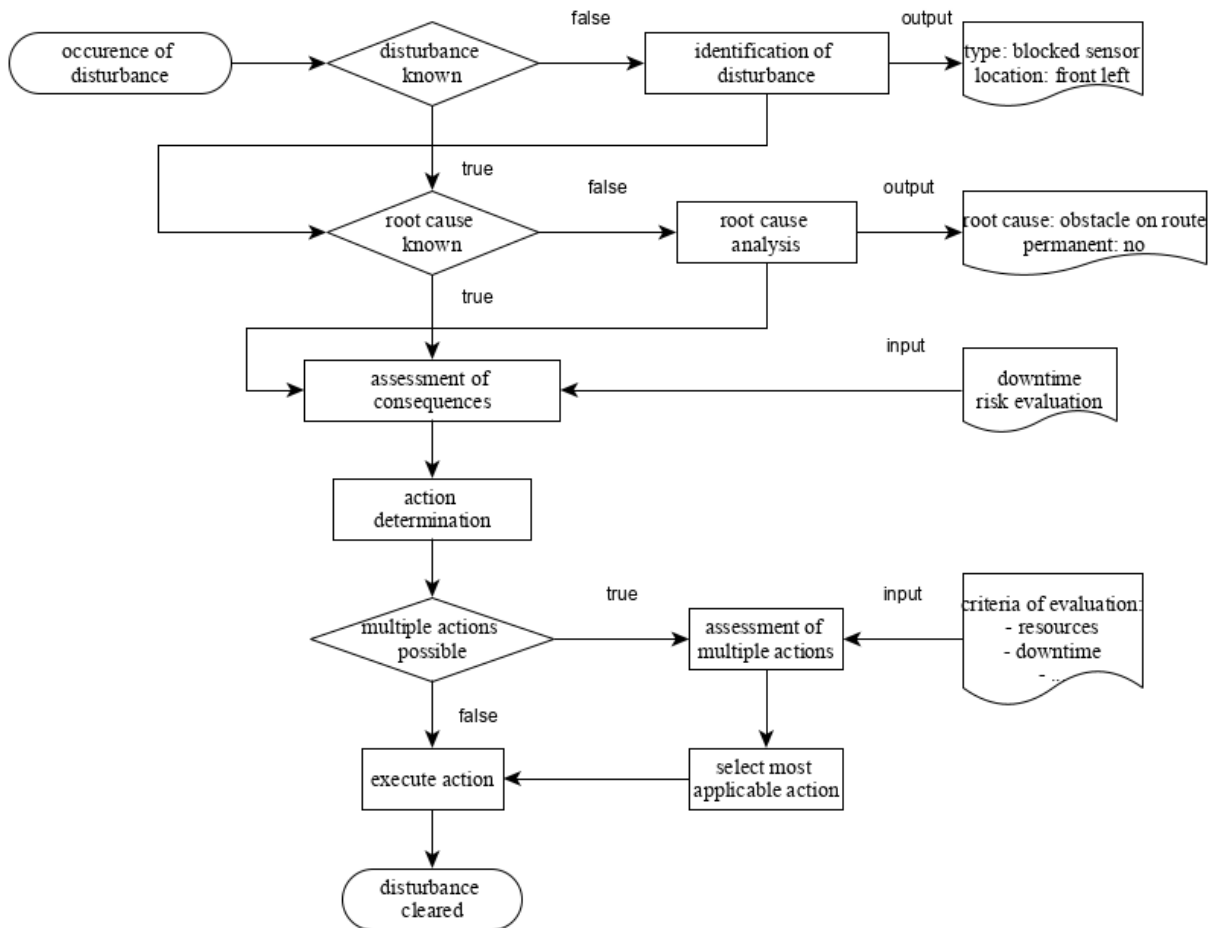 occurence of
disturbance
disturbance
known
false
identification of
disturbance
output
type: blocked sensor
location: front left
true
root cause
known
false
root cause
analysis
output
root cause: obstacle on route
permanent: no
true
assessment of
consequences
input
downtime
risk evaluation
action
determination
multiple actions
possible
true
assessment of
multiple actions
input
criteria of evaluation:
- resources
- downtime
- ...
false
execute action
select most
applicable action
disturbance
cleared